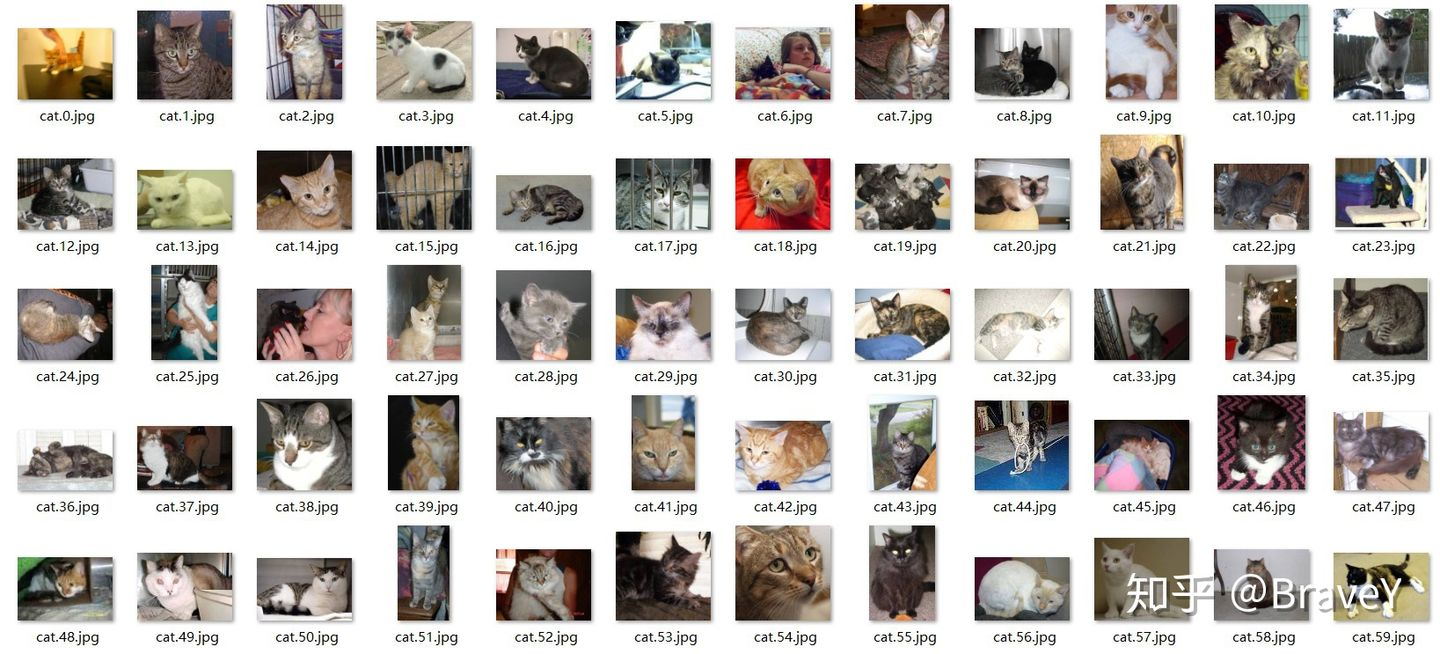 cat.0.jpg cat.1.jpg cat.2.jpg cat.3.jpg cat.4.jpg cat.5.jpg cat.6.jpg cat.7.jpg cat.8.jpg cat.9.jpg cat.10.jpg cat.11.jpg
cat.12.jpg cat.13.jpg cat.14.jpg cat.15.jpg cat.16.jpg cat.17.jpg cat.18.jpg cat.19.jpg cat.20.jpg cat.21.jpg cat.22.jpg cat.23.jpg
cat.24.jpg cat.25.jpg cat.26.jpg cat.27.jpg cat.28.jpg cat.29.jpg cat.30.jpg cat.31.jpg cat.32.jpg cat.33.jpg cat.34.jpg cat.35.jpg
cat.36.jpg cat.37.jpg cat.38.jpg cat.39.jpg cat.40.jpg cat.41.jpg cat.42.jpg cat.43.jpg cat.44.jpg cat.45.jpg cat.46.jpg cat.47.jpg
知乎 @BraveY
cat.48.jpg cat.49.jpg cat.50.jpg cat.51.jpg cat.52.jpg cat.53.jpg cat.54.jpg cat.55.jpg cat.56.jpg cat.57.jpg cat.58.jpg cat.59.jpg